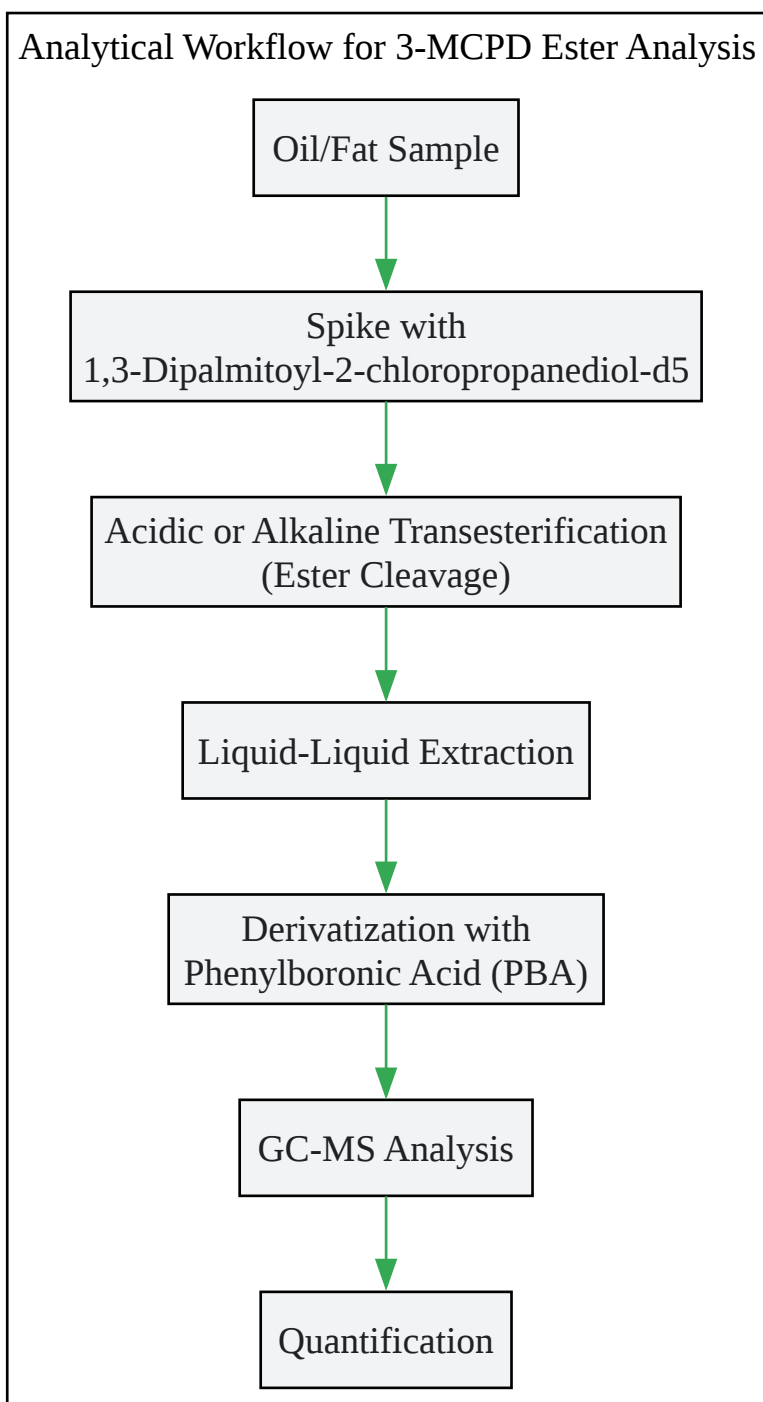 Analytical Workflow for 3-MCPD Ester Analysis
Oil/Fat Sample
Spike with
1,3-Dipalmitoyl-2-chloropropanediol-d5
Acidic or Alkaline Transesterification
(Ester Cleavage)
Liquid-Liquid Extraction
Derivatization with
Phenylboronic Acid (PBA)
GC-MS Analysis
Quantification